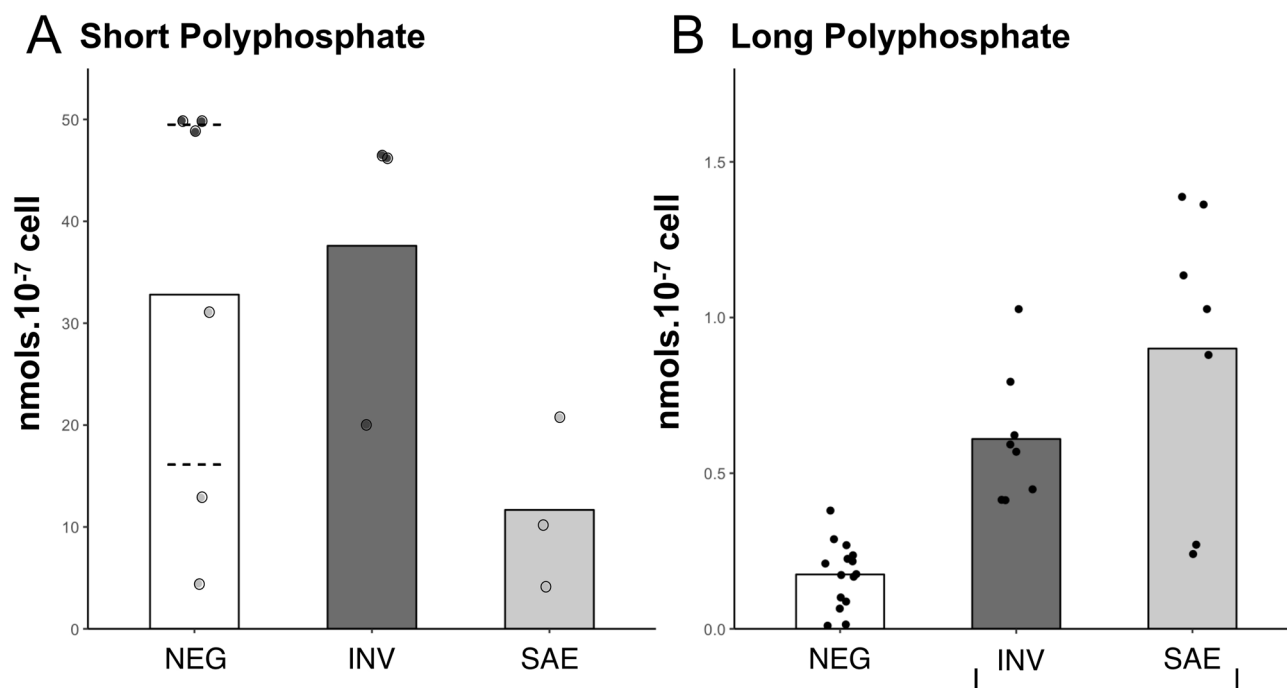 A Short Polyphosphate
nmols.10⁻⁷ cell
50
40
30
20
10
0
NEG INV SAE
B Long Polyphosphate
nmols.10⁻⁷ cell
1.5
1.0
0.5
0.0
NEG INV SAE